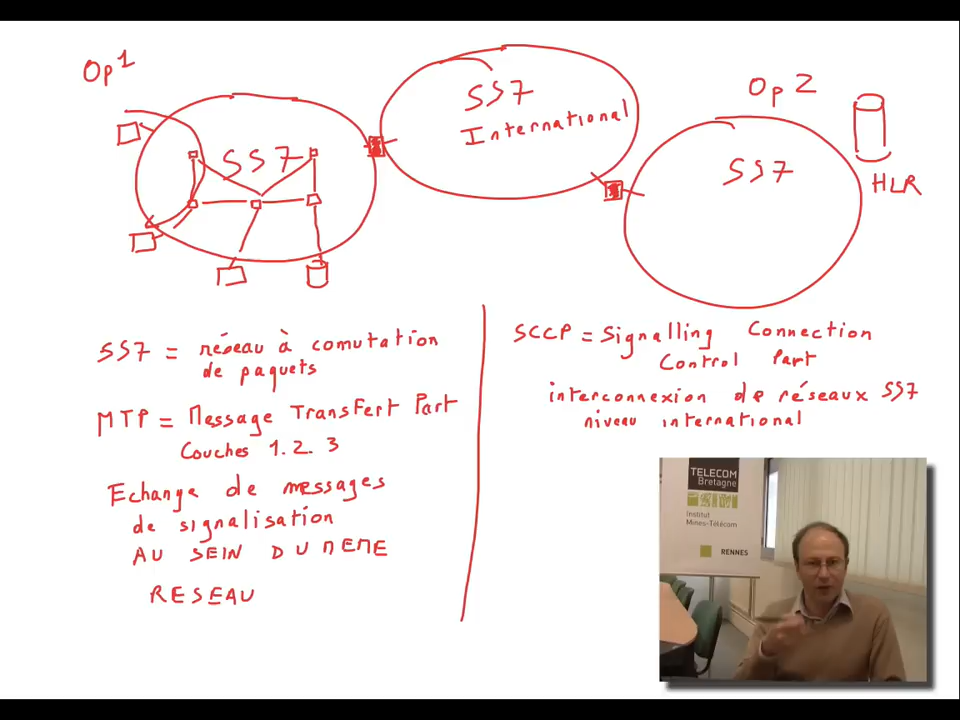 Op1
SS7
SS7
International
Op 2
SS7
HLR
SS7 = réseau à comutation
de paquets
MTP = Message Transfert Part
Couches 1.2.3
Echange de messages
de signalisation
AU SEIN DU MEME
RESEAU
SCCP = Signalling Connection
Control Part
interconnexion de réseaux SS7
niveau international
TELECOM
Bretagne
Institut
Mines-Télécom
RENNES